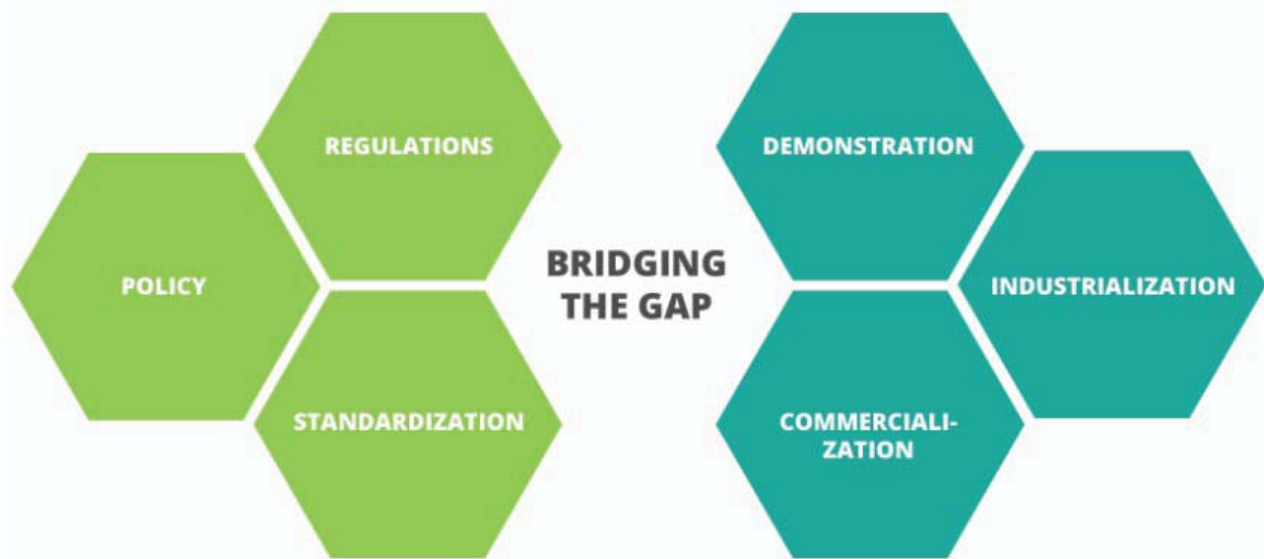 REGULATIONS
POLICY
STANDARDIZATION
BRIDGING
THE GAP
DEMONSTRATION
INDUSTRIALIZATION
COMMERCIALI-
ZATION